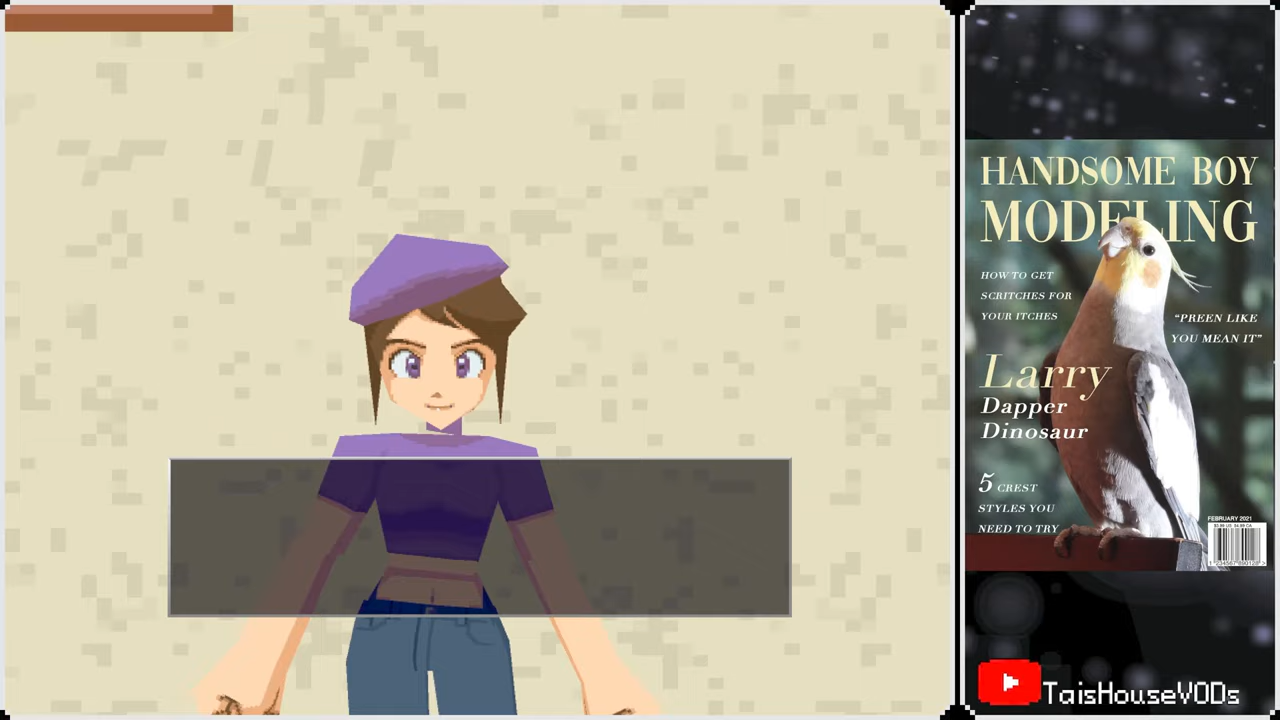 HANDSOME BOY
MODELING
HOW TO GET
SCRITCHES FOR
YOUR ITCHES
"PREEN LIKE
YOU MEAN IT"
Larry
Dapper
Dinosaur
5 CREST
STYLES YOU
NEED TO TRY
FEBRUARY 2021
TaisHouseVODs